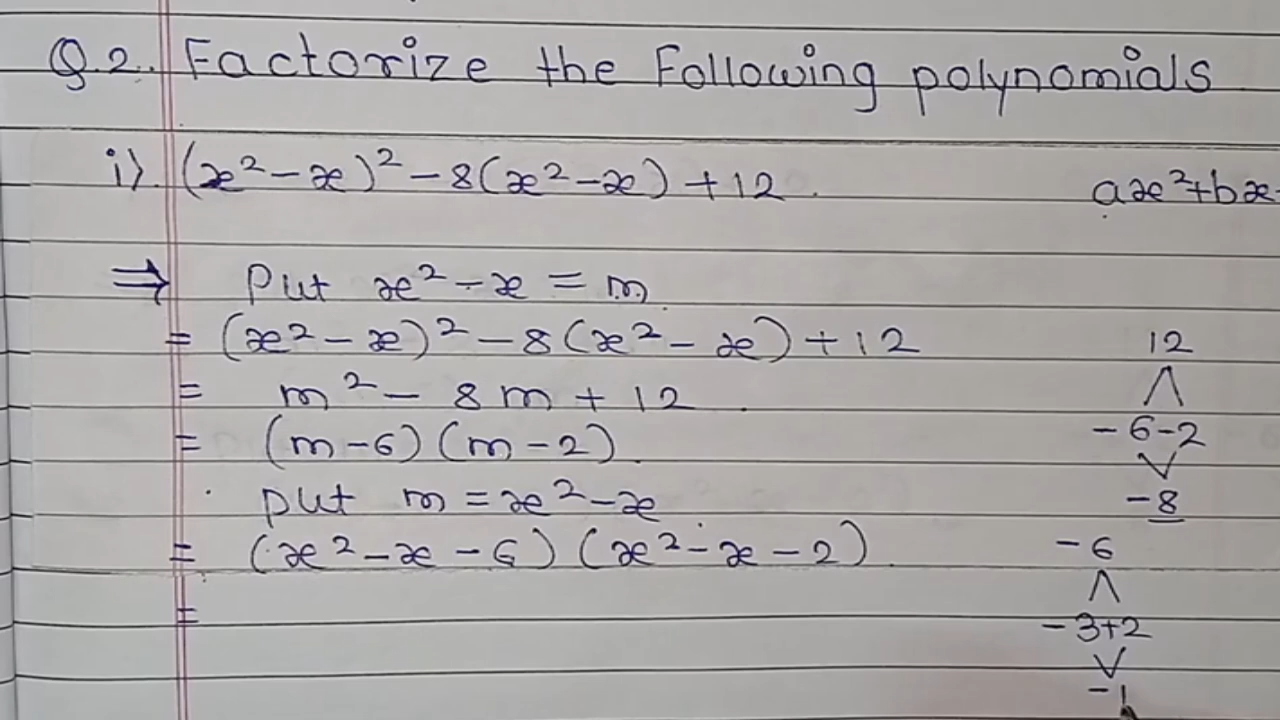 Q.2. Factorize the Following polynomials
i) (x² - x)² - 8(x² - x) + 12.
ax² + bx
⇒ Put x² - x = m.
= (x² - x)² - 8(x² - x) + 12
12
= m² - 8m + 12.
∧
= (m - 6)(m - 2).
- 6 - 2
∨
put m = x² - x
- 8
= (x² - x - 6)(x² - x - 2).
- 6
∧
=
- 3 + 2
∨
- 1